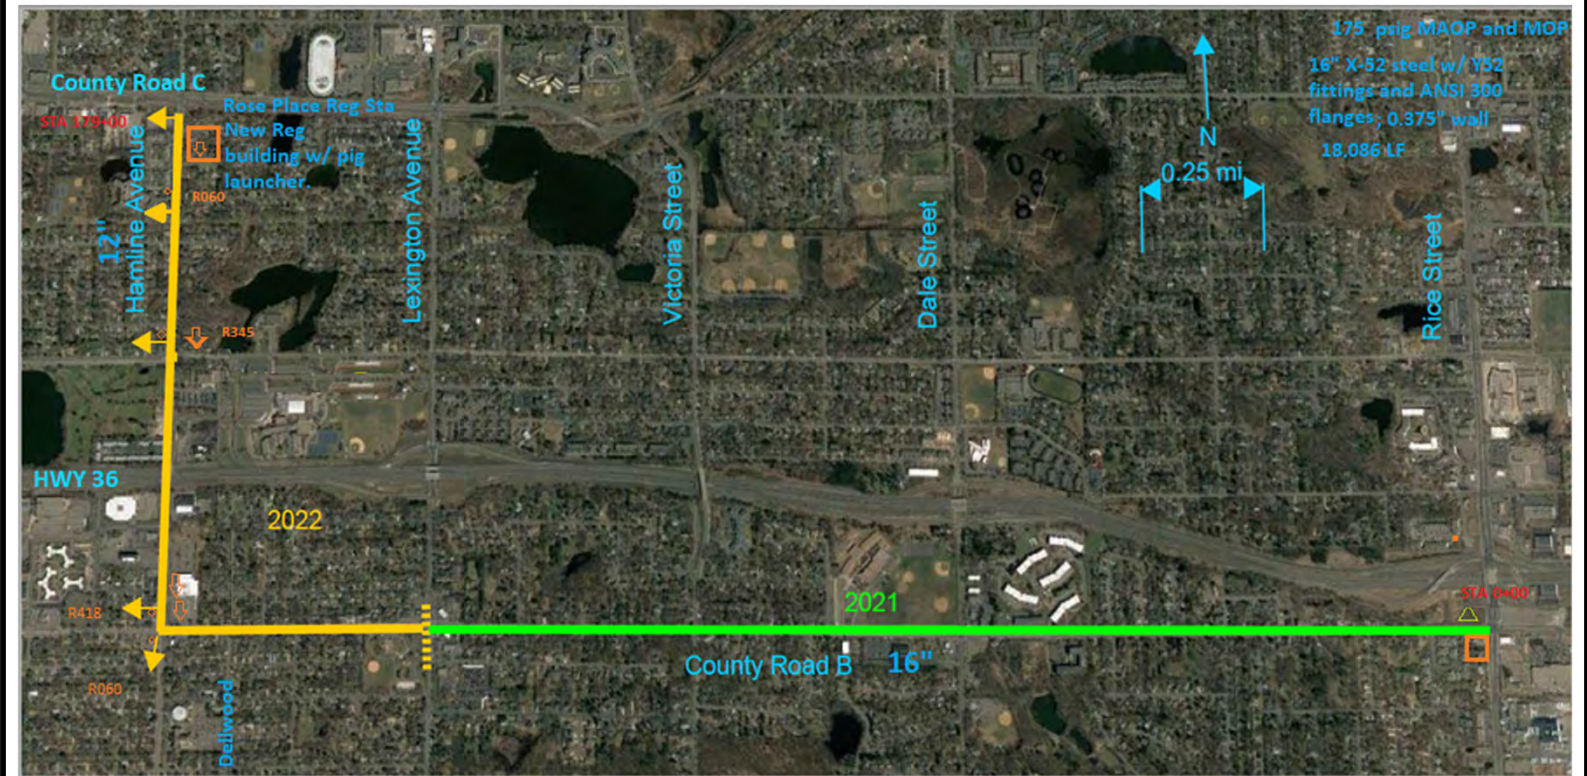 175 psig MAOP and MOP
16" X-52 steel w/ Y52
fittings and ANSI 300
flanges; 0.375" wall
18,086 LF
County Road C
STA 179+00
Rose Place Reg Sta
New Reg
building w/ pig
launcher.
R060
12"
Hamline Avenue
Lexington Avenue
Victoria Street
Dale Street
N
0.25 mi
Rice Street
R345
HWY 36
2022
2021
STA 0+00
R418
County Road B
16"
R060
Dellwood